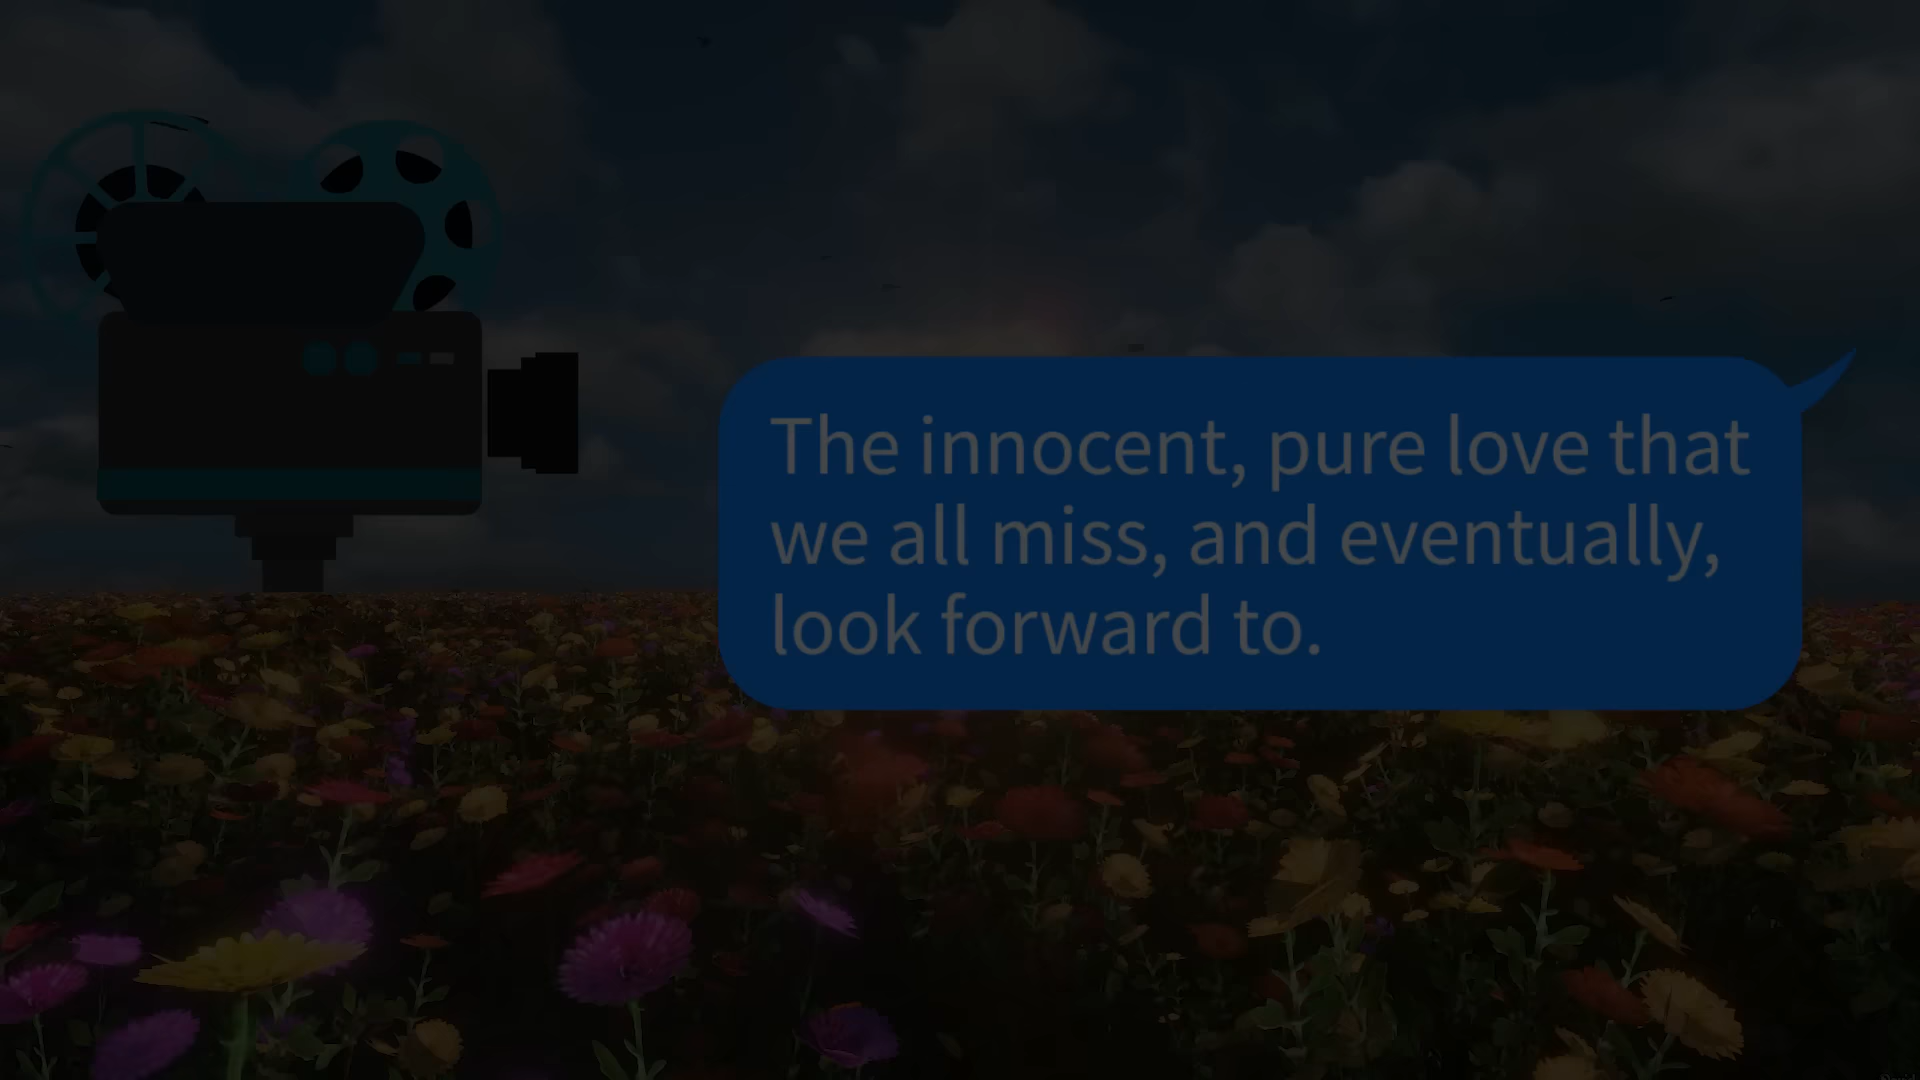 The innocent, pure love that
we all miss, and eventually,
look forward to.